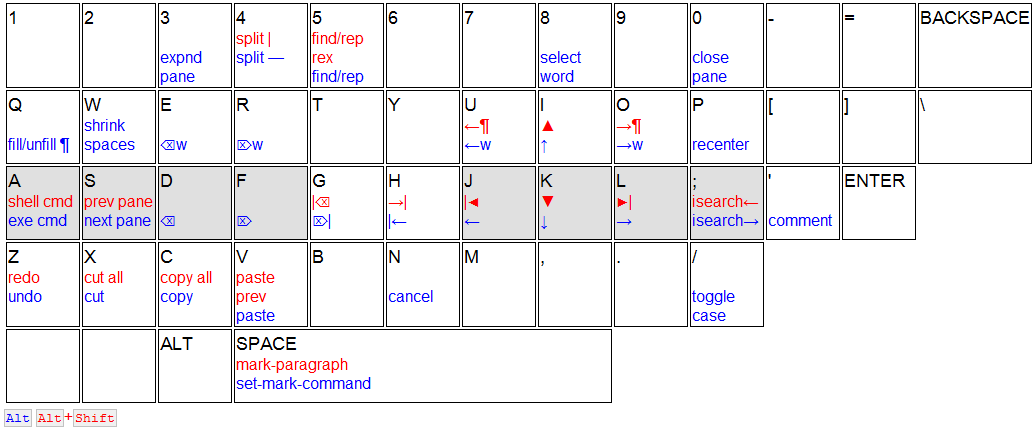 1 2 3 4 5 6 7 8 9 0 - = BACKSPACE
split | find/rep
expnd split — rex select close
pane find/rep word pane
Q W E R T Y U I O P [ ] \
shrink ←¶ ▲ →¶
fill/unfill ¶ spaces ⌫w ⌦w ←w ↑ →w recenter
A S D F G H J K L ; ' ENTER
shell cmd prev pane |⌫ →| |◄ ▼ ►| isearch←
exe cmd next pane ⌫ ⌦ ⌦| |← ← ↓ → isearch→ comment
Z X C V B N M , . /
redo cut all copy all paste
undo cut copy prev cancel toggle
paste case
ALT SPACE
mark-paragraph
set-mark-command
Alt Alt+Shift